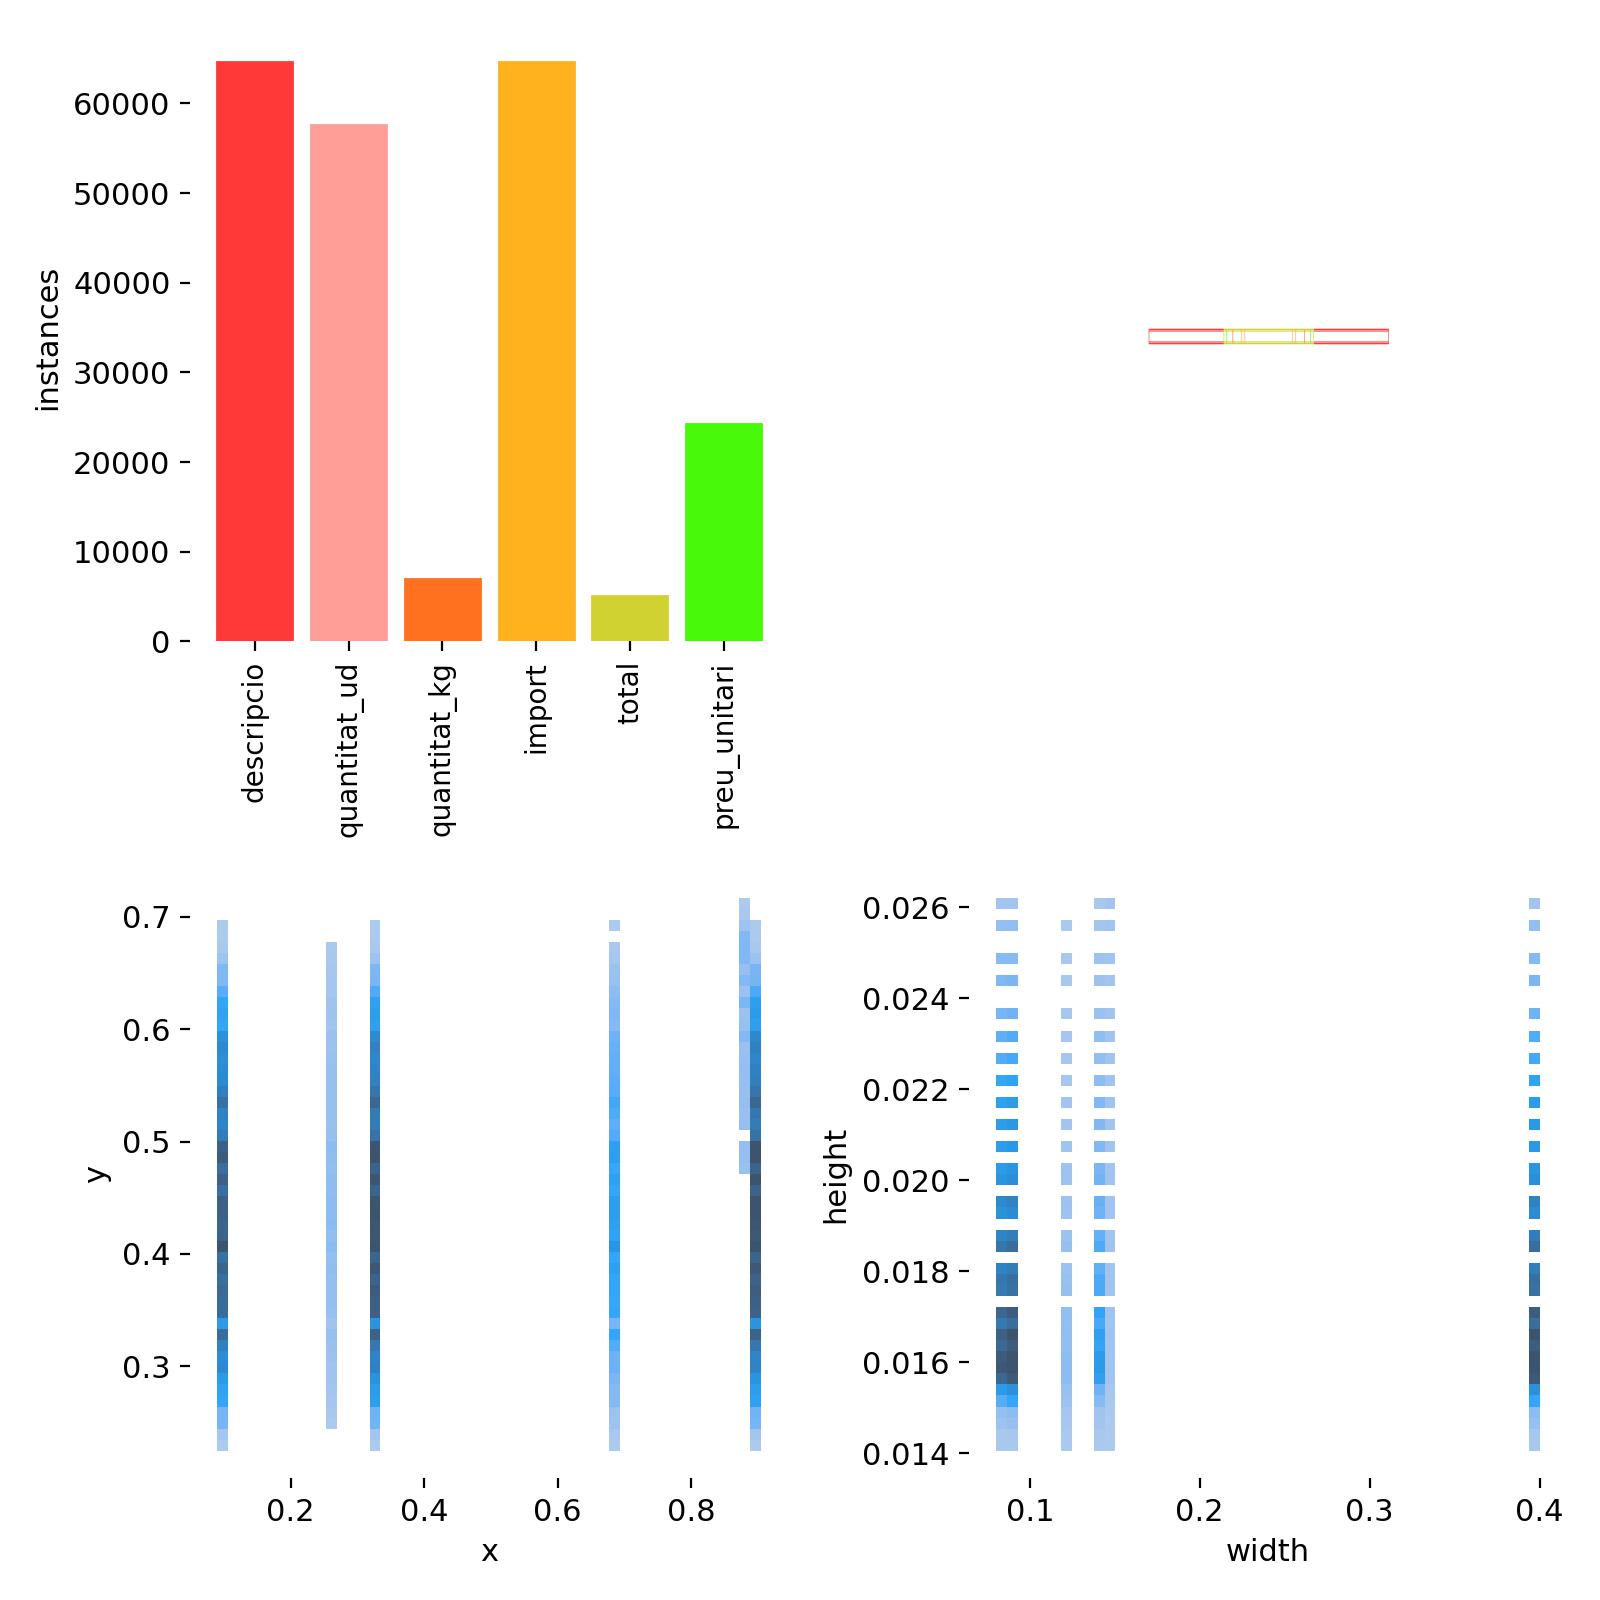 instances
60000
50000
40000
30000
20000
10000
0
descripcio
quantitat_ud
quantitat_kg
import
total
preu_unitari
y
0.7
0.6
0.5
0.4
0.3
0.2
0.4
0.6
0.8
x
height
0.026
0.024
0.022
0.020
0.018
0.016
0.014
0.1
0.2
0.3
0.4
width